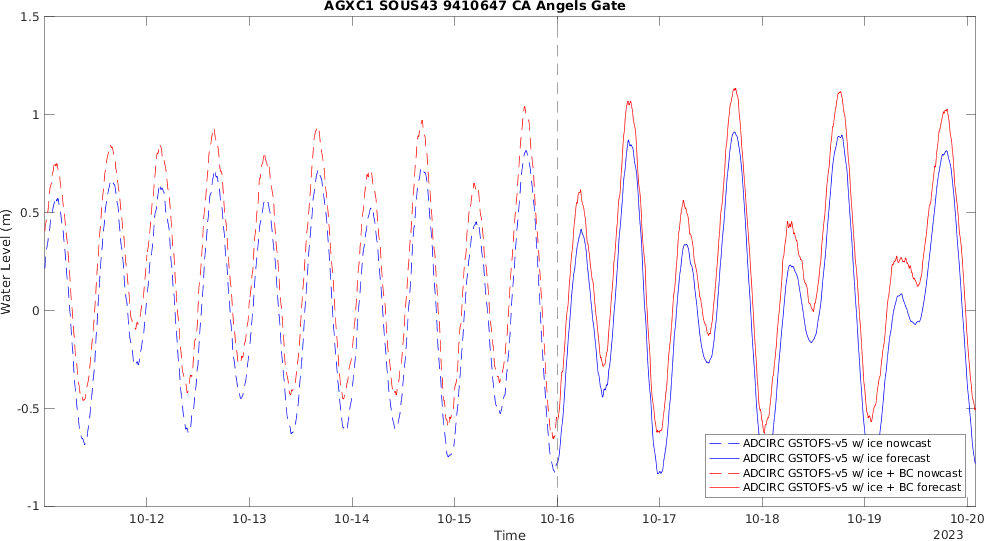 AGXC1 SOUS43 9410647 CA Angels Gate
1.5
1
0.5
0
-0.5
-1
Water Level (m)
10-12
10-13
10-14
10-15
10-16
10-17
10-18
10-19
10-20
Time
2023
ADCIRC GSTOFS-v5 w/ ice nowcast
ADCIRC GSTOFS-v5 w/ ice forecast
ADCIRC GSTOFS-v5 w/ ice + BC nowcast
ADCIRC GSTOFS-v5 w/ ice + BC forecast